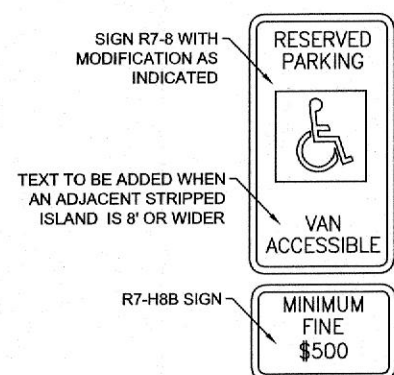 SIGN R7-8 WITH
MODIFICATION AS
INDICATED
RESERVED
PARKING
TEXT TO BE ADDED WHEN
AN ADJACENT STRIPPED
ISLAND IS 8' OR WIDER
VAN
ACCESSIBLE
R7-H8B SIGN
MINIMUM
FINE
$500